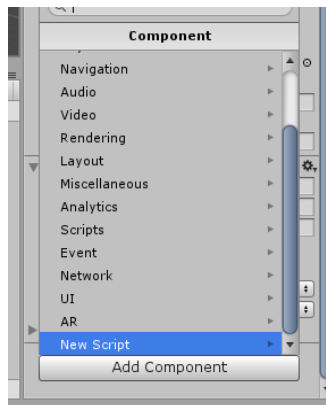 Component
Navigation
Audio
Video
Rendering
Layout
Miscellaneous
Analytics
Scripts
Event
Network
UI
AR
New Script
Add Component